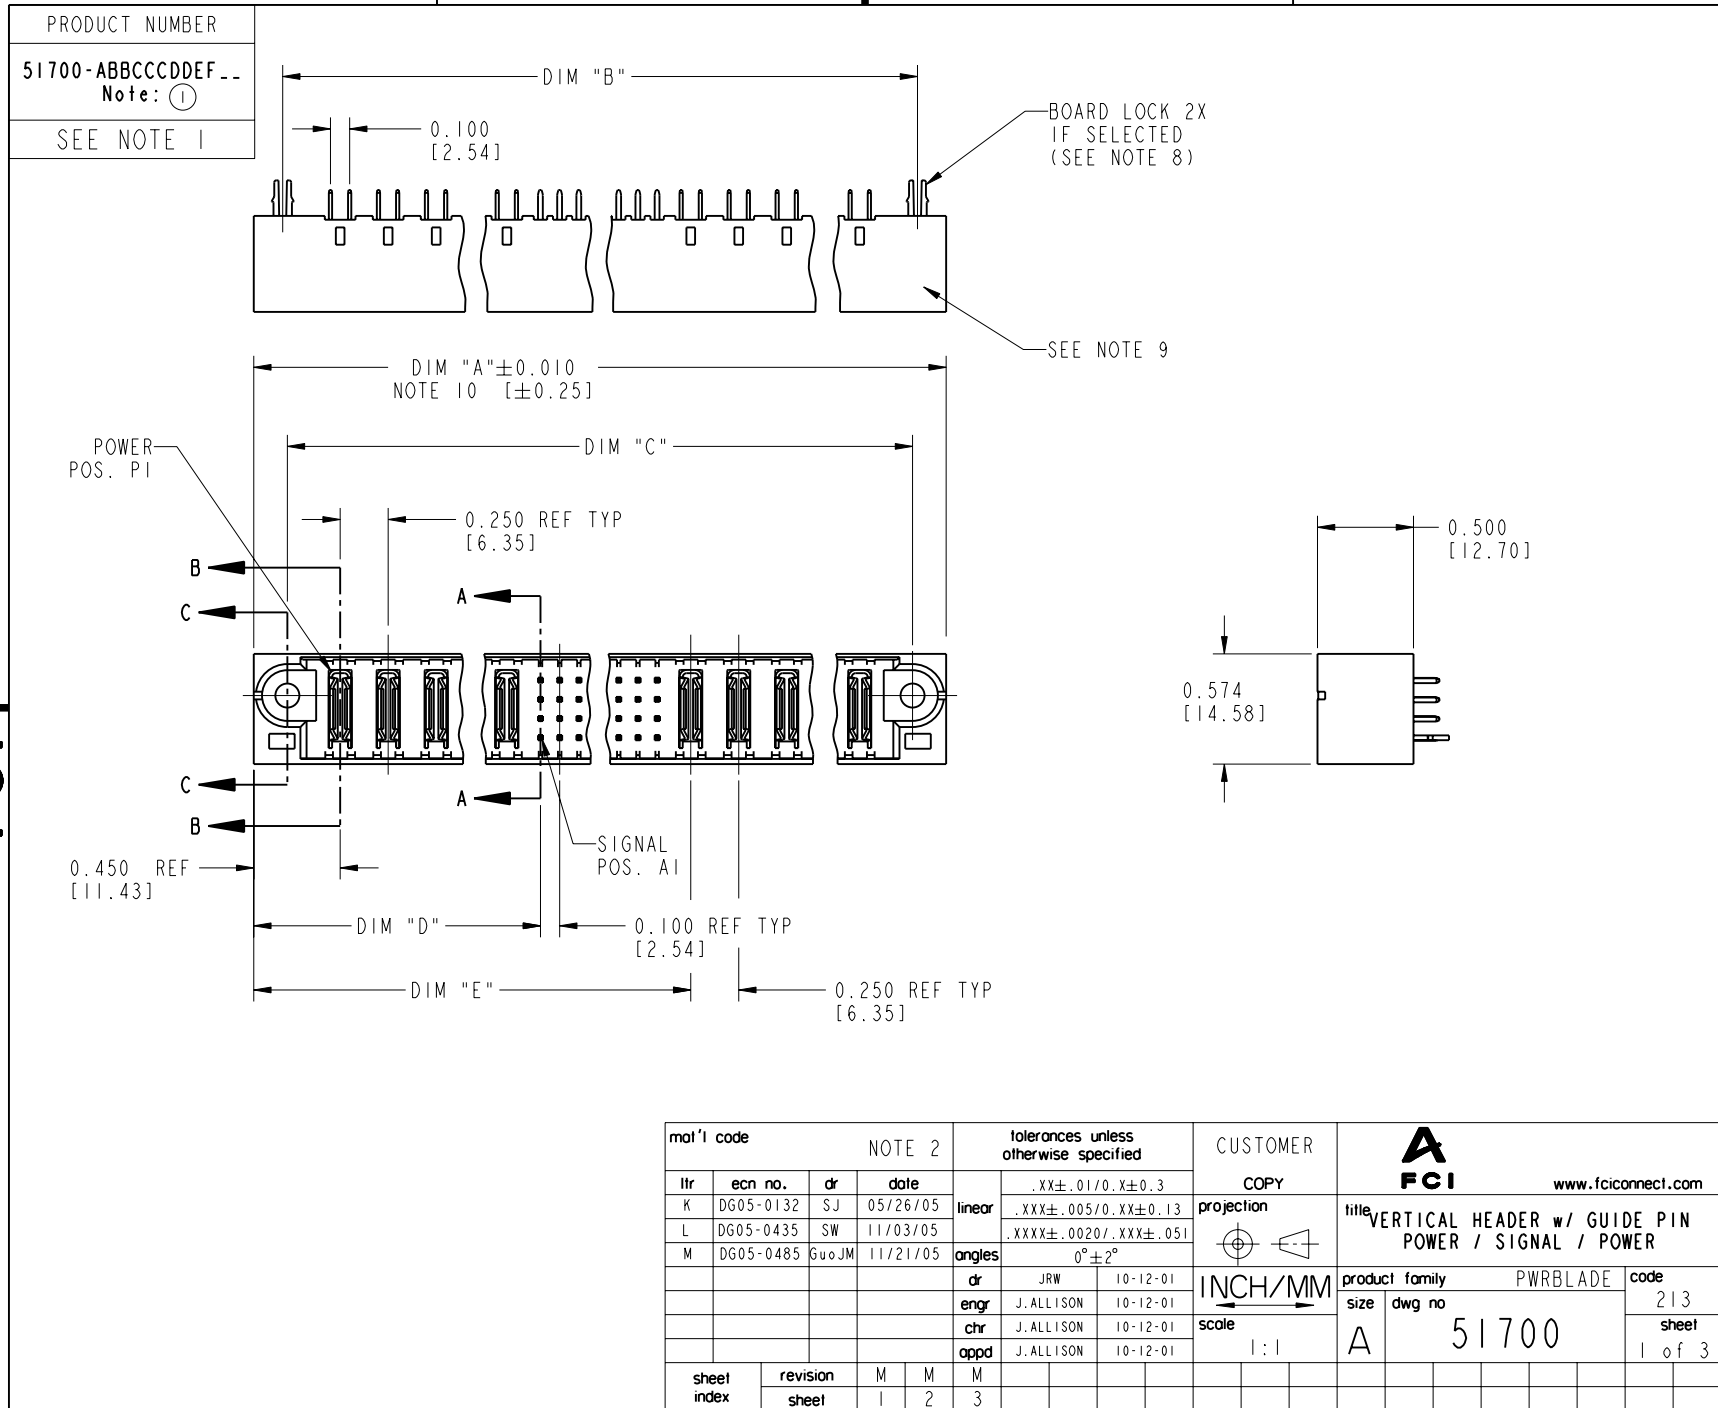 PRODUCT NUMBER
51700-ABBCCCDDEF--
Note: 1
SEE NOTE 1
DIM "B"
0.100
[2.54]
BOARD LOCK 2X
IF SELECTED
(SEE NOTE 8)
SEE NOTE 9
DIM "A"±0.010
NOTE 10 [±0.25]
DIM "C"
POWER
POS. P1
0.250 REF TYP
[6.35]
B
C
A
0.500
[12.70]
0.574
[14.58]
C
B
A
SIGNAL
POS. A1
0.450 REF
[11.43]
DIM "D"
0.100 REF TYP
[2.54]
DIM "E"
0.250 REF TYP
[6.35]
mat'l code NOTE 2
tolerances unless
otherwise specified
CUSTOMER
COPY
FCI
www.fciconnect.com
ltr ecn no. dr date
K DG05-0132 SJ 05/26/05
L DG05-0435 SW 11/03/05
M DG05-0485 GuoJM 11/21/05
linear
.XX±.01/0.X±0.3
.XXX±.005/0.XX±0.13
.XXXX±.0020/.XXX±.051
angles 0°±2°
dr JRW 10-12-01
engr J.ALLISON 10-12-01
chr J.ALLISON 10-12-01
appd J.ALLISON 10-12-01
projection
INCH/MM
scale
1:1
title VERTICAL HEADER w/ GUIDE PIN
POWER / SIGNAL / POWER
product family PWRBLADE
code
213
size
A
dwg no
51700
sheet
1 of 3
sheet
index
revision M M M
sheet 1 2 3